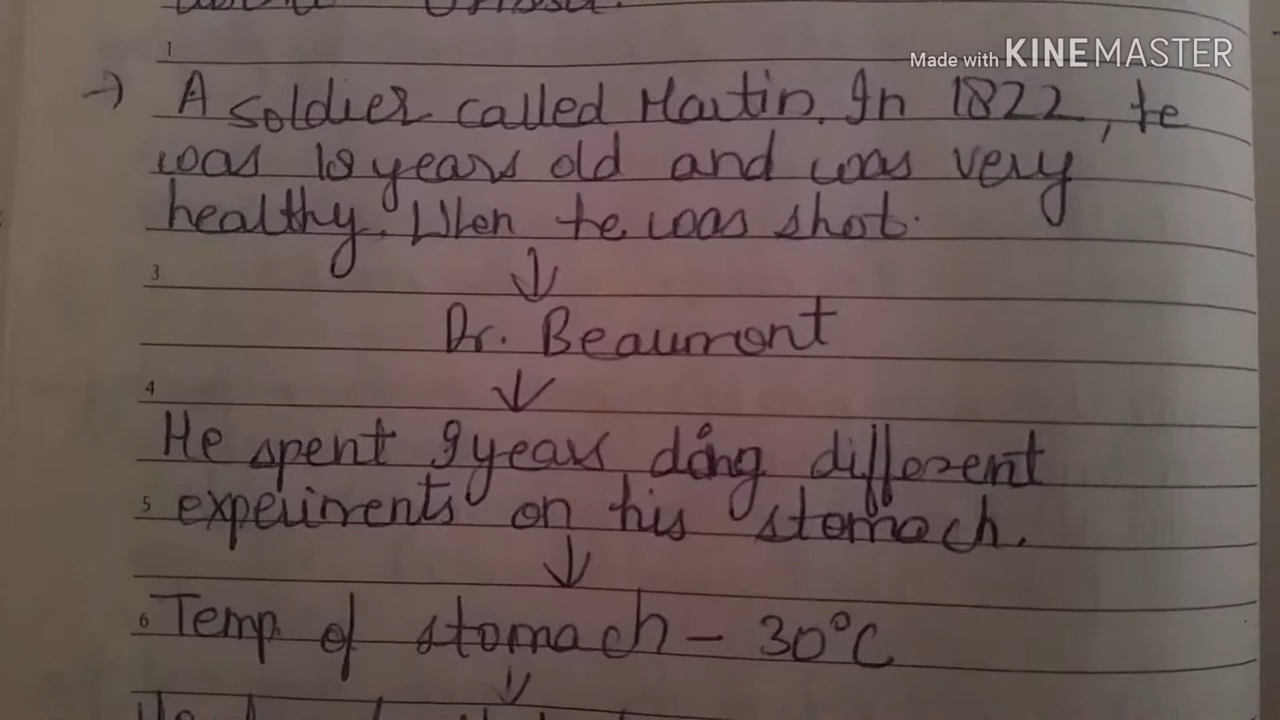 Orissa.
Made with KINEMASTER
1
→ A soldier called Martin. In 1822, he
was 18 years old and was very
healthy. When he was shot.
↓
3
Dr. Beaumont
↓
4
He spent 9 years doing different
5 experiments on his stomach.
↓
6 Temp. of stomach - 30°C
↓